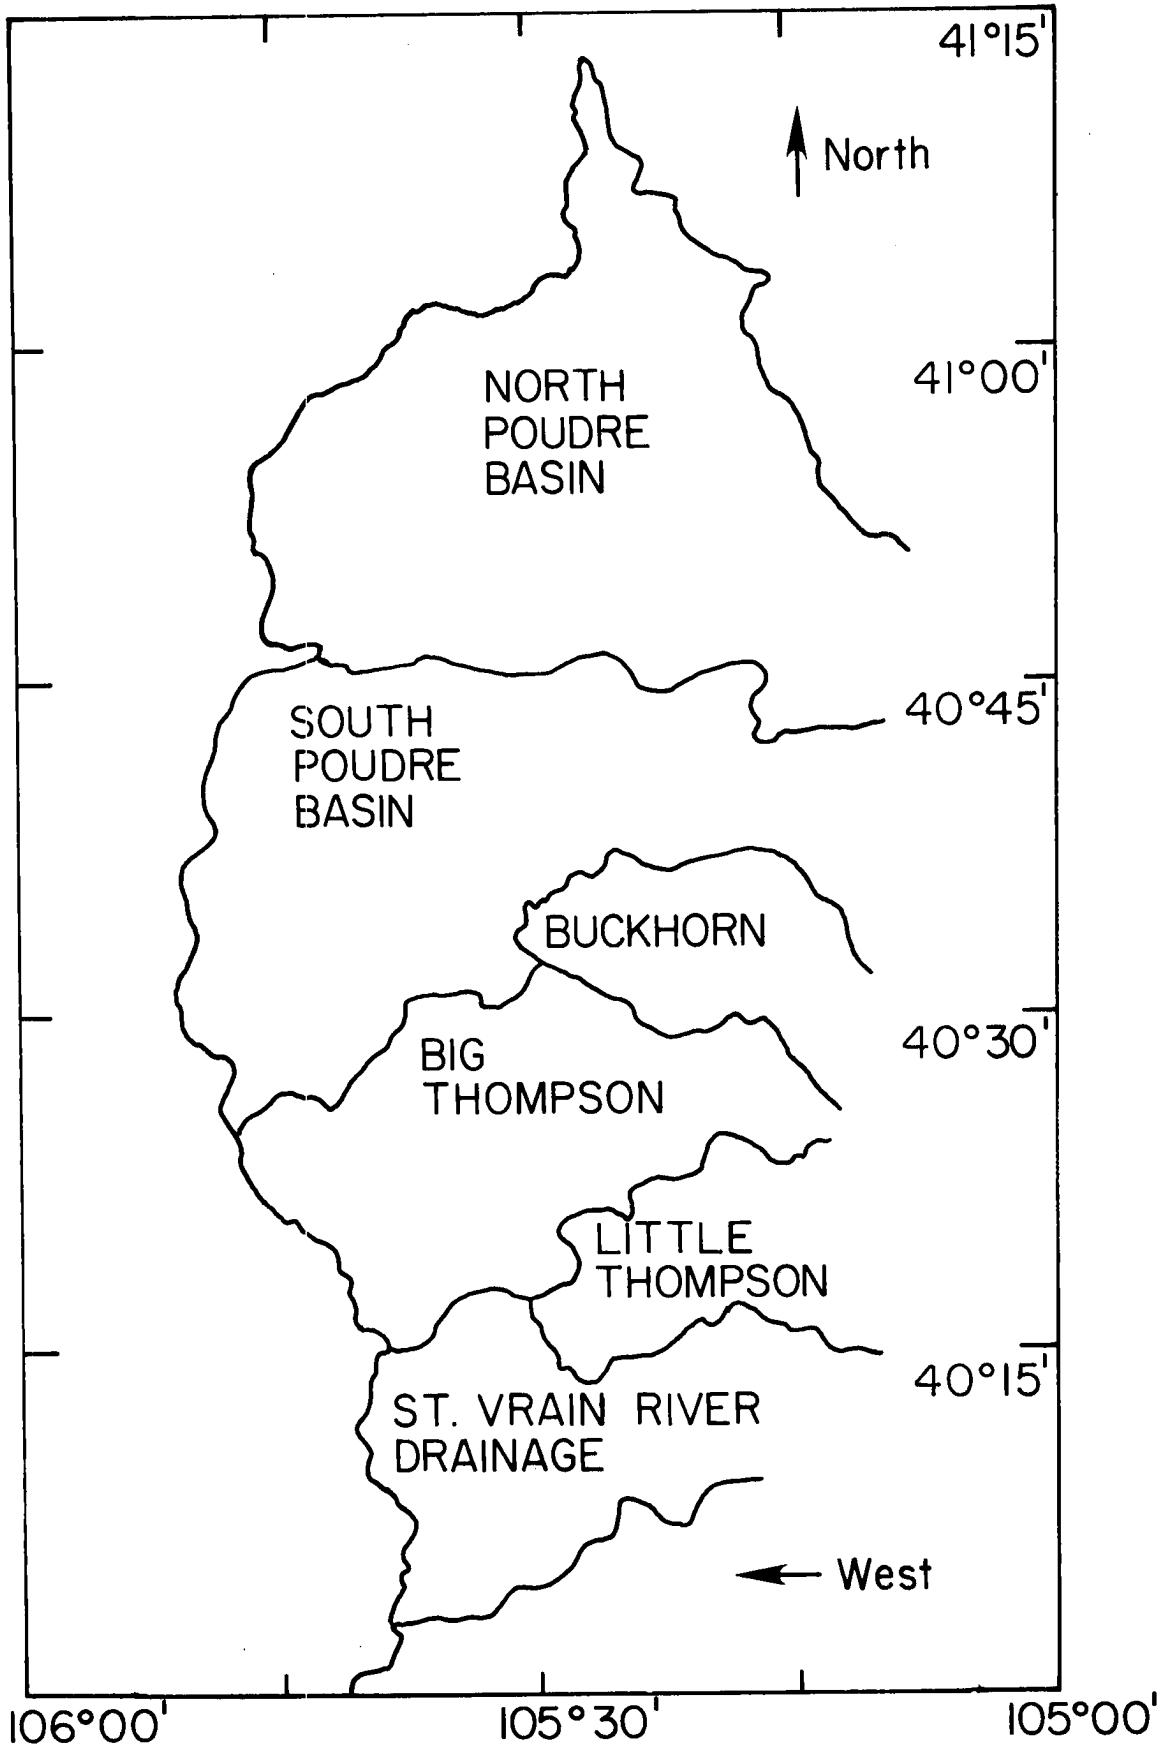 41°15'
North
41°00'
NORTH
POUDRE
BASIN
40°45'
SOUTH
POUDRE
BASIN
BUCKHORN
40°30'
BIG
THOMPSON
LITTLE
THOMPSON
40°15'
ST. VRAIN RIVER
DRAINAGE
West
106°00' 105°30' 105°00'